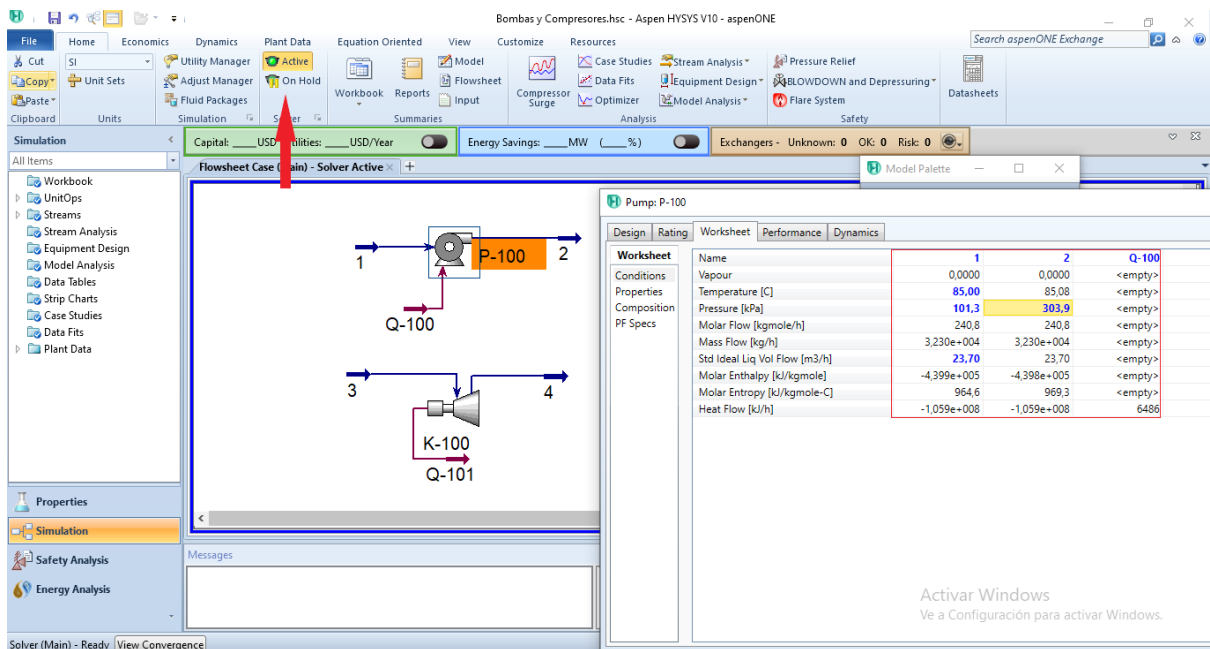 Bombas y Compresores.hsc - Aspen HYSYS V10 - aspenONE
File Home Economics Dynamics Plant Data Equation Oriented View Customize Resources Search aspenONE Exchange
Cut SI Utility Manager Active Model Case Studies Stream Analysis Pressure Relief
Copy Unit Sets Adjust Manager On Hold Workbook Reports Flowsheet Compressor Surge Data Fits Equipment Design BLOWDOWN and Depressuring Datasheets
Paste Fluid Packages Input Optimizer Model Analysis Flare System
Clipboard Units Simulation Summaries Analysis Safety
Simulation
Capital: ____USD Utilities: ____USD/Year Energy Savings: ____MW (____%) Exchangers - Unknown: 0 OK: 0 Risk: 0
All Items
Flowsheet Case (Main) - Solver Active × +
Model Palette
Workbook
UnitOps
Streams
Stream Analysis
Equipment Design
Model Analysis
Data Tables
Strip Charts
Case Studies
Data Fits
Plant Data
Properties
Simulation
Safety Analysis
Energy Analysis
1
P-100
2
Q-100
3
4
K-100
Q-101
Messages
Pump: P-100
Design Rating Worksheet Performance Dynamics
Worksheet
Conditions
Properties
Composition
PF Specs
Name 1 2 Q-100
Vapour 0,0000 0,0000 <empty>
Temperature [C] 85,00 85,08 <empty>
Pressure [kPa] 101,3 303,9 <empty>
Molar Flow [kgmole/h] 240,8 240,8 <empty>
Mass Flow [kg/h] 3,230e+004 3,230e+004 <empty>
Std Ideal Liq Vol Flow [m3/h] 23,70 23,70 <empty>
Molar Enthalpy [kJ/kgmole] -4,399e+005 -4,398e+005 <empty>
Molar Entropy [kJ/kgmole-C] 964,6 969,3 <empty>
Heat Flow [kJ/h] -1,059e+008 -1,059e+008 6486
Activar Windows
Ve a Configuración para activar Windows.
Solver (Main) - Ready View Convergence